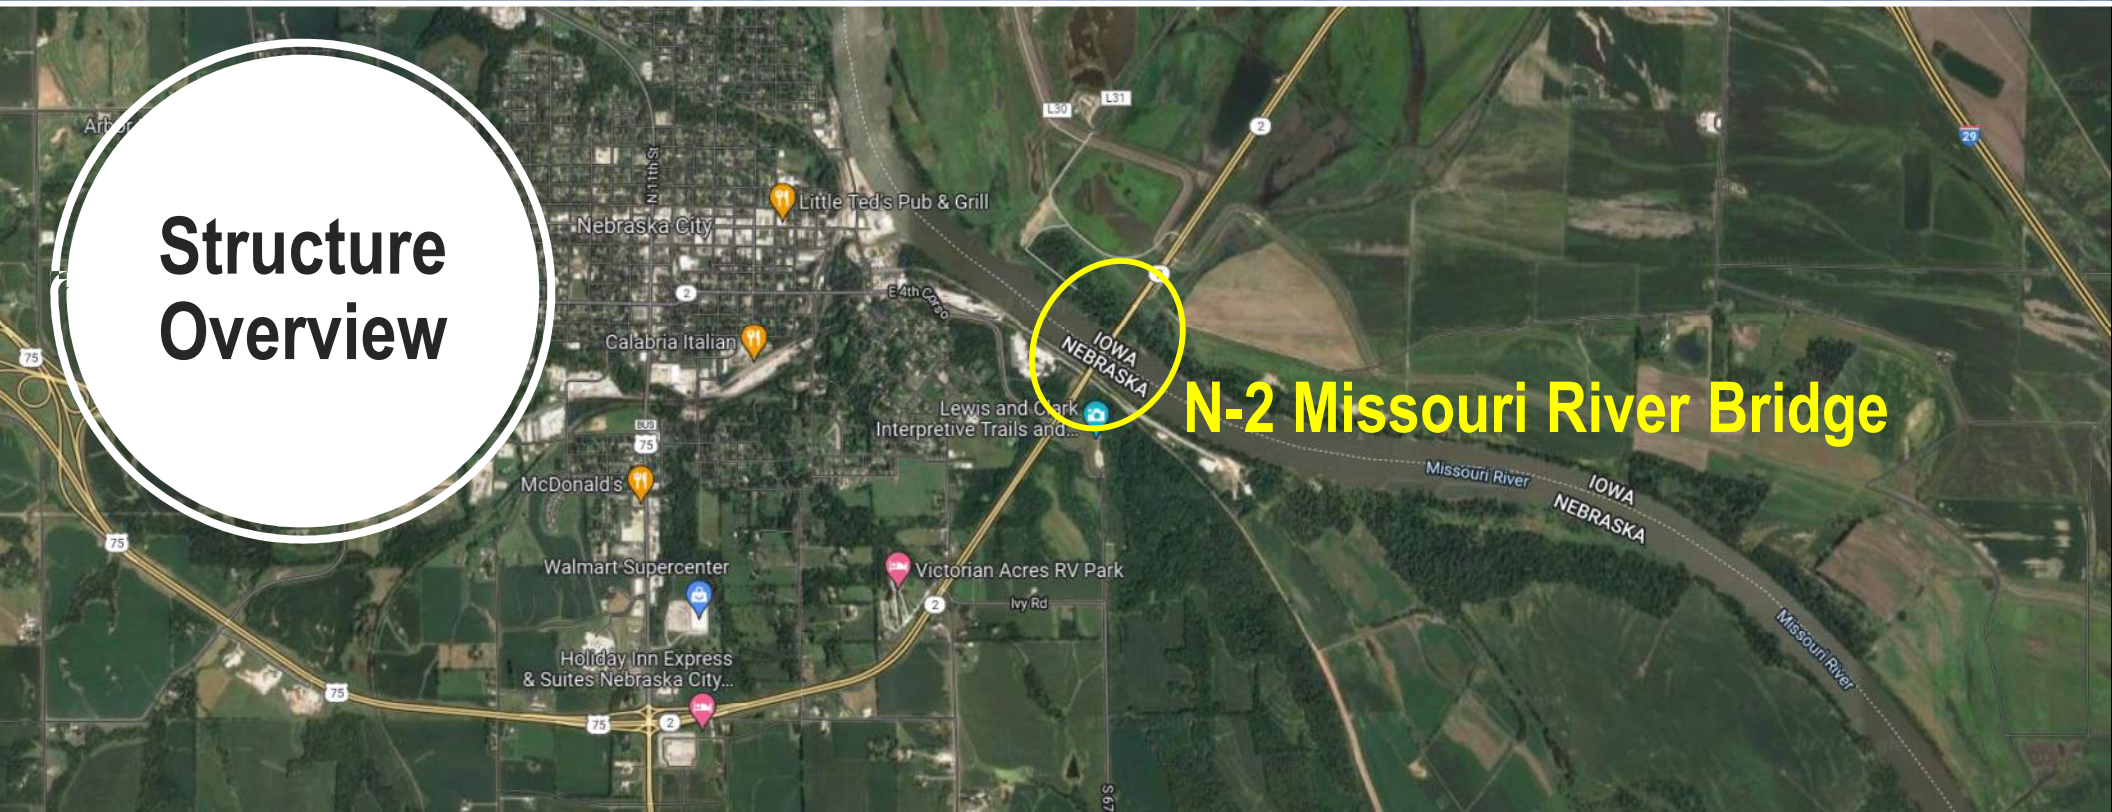 Structure
Overview
Arbor
N 11th St
Nebraska City
Little Ted's Pub & Grill
L30
L31
2
29
2
E 4th Corso
Calabria Italian
IOWA
NEBRASKA
N-2 Missouri River Bridge
75
Lewis and Clark
Interpretive Trails and...
BUS
75
McDonald's
Missouri River
IOWA
NEBRASKA
75
Walmart Supercenter
Victorian Acres RV Park
2
Ivy Rd
Missouri River
Holiday Inn Express
& Suites Nebraska City...
75
75
2
S 67